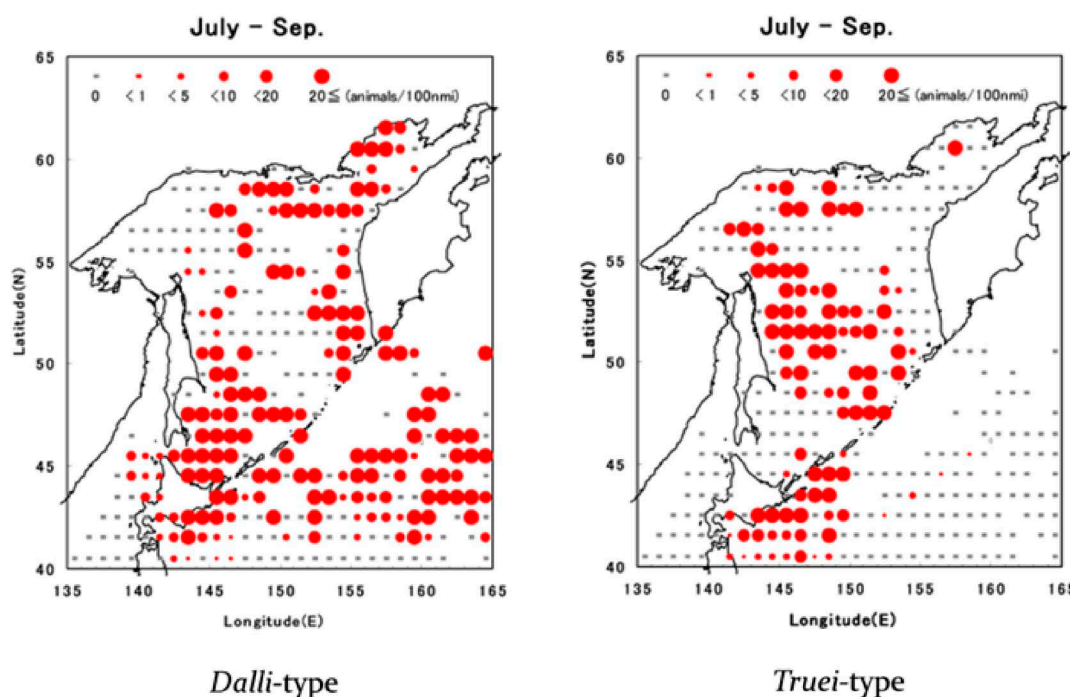 July - Sep.
65
0 <1 <5 <10 <20 20≦ (animals/100nmi)
60
55
50
45
40
Latitude(N)
135 140 145 150 155 160 165
Longitude(E)
Dalli-type
July - Sep.
65
0 <1 <5 <10 <20 20≦ (animals/100nmi)
60
55
50
45
40
Latitude(N)
135 140 145 150 155 160 165
Longitude(E)
Truei-type